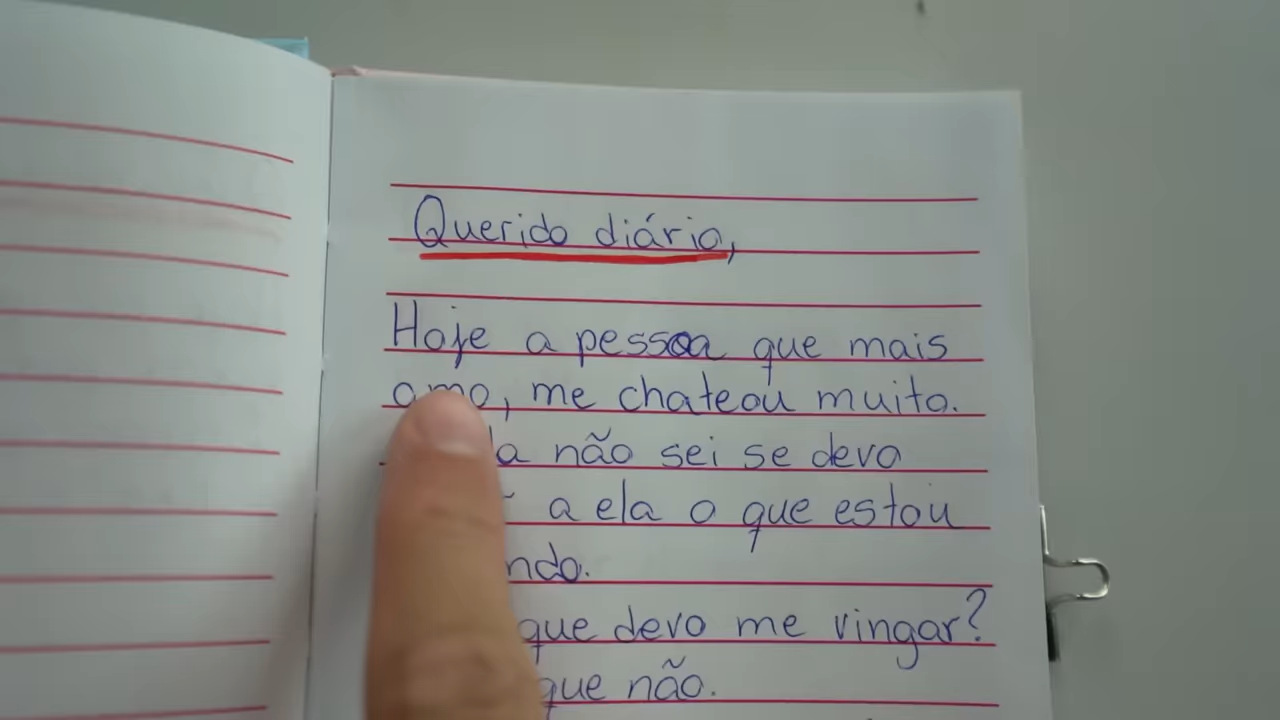 Querido diário,
Hoje a pessoa que mais
amo, me chateou muito.
não sei se devo
a ela o que estou
que devo me vingar?
que não.